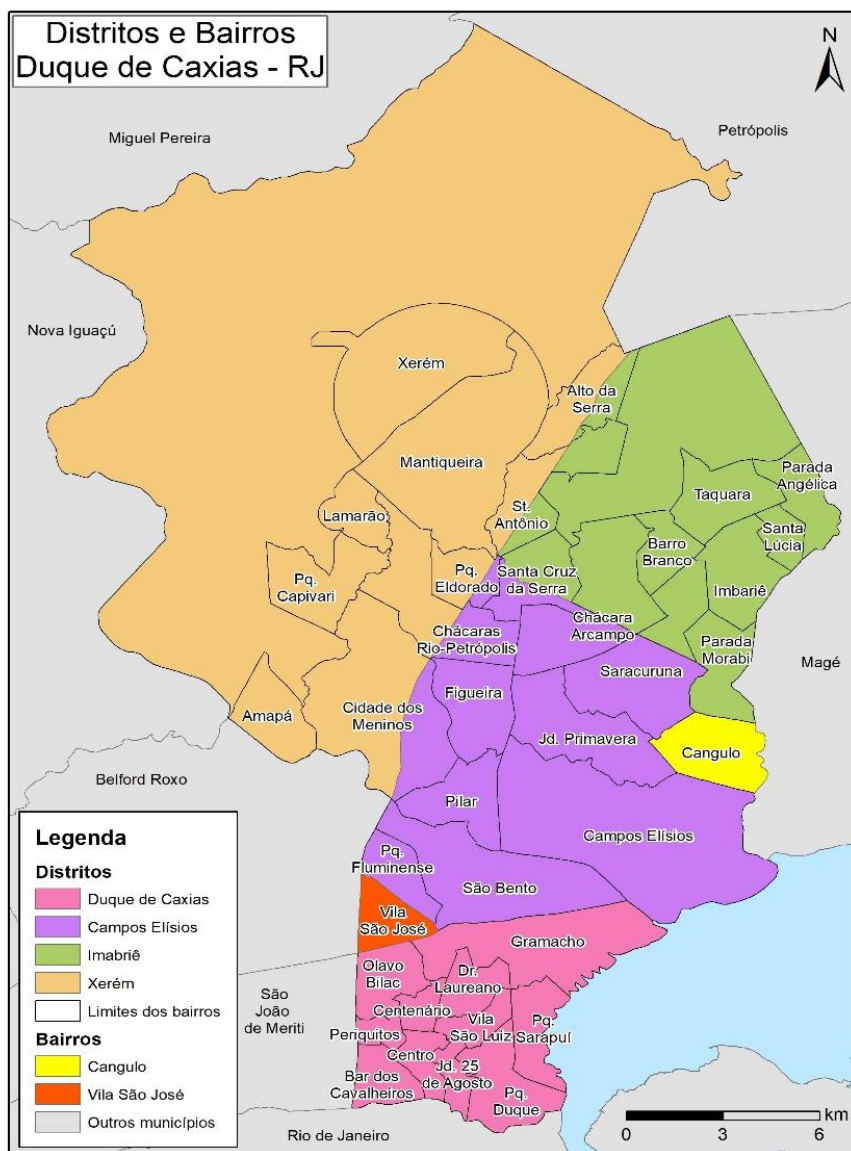 Distritos e Bairros
Duque de Caxias - RJ
N
Miguel Pereira
Petrópolis
Nova Iguaçú
Xerém
Alto da
Serra
Mantiqueira
Parada
Angélica
Taquara
Lamarão
St.
Antônio
Santa
Lúcia
Barro
Branco
Pq.
Eldorado
Santa Cruz
da Serra
Pq.
Capivari
Imbariê
Chácara
Arcampo
Chácaras
Rio-Petrópolis
Parada
Morabi
Magé
Saracuruna
Figueira
Cidade dos
Meninos
Amapá
Jd. Primavera
Cangulo
Belford Roxo
Pilar
Campos Elísios
Pq.
Fluminense
São Bento
Vila
São José
Gramacho
Olavo
Bilac
Dr.
Laureano
São
João
de Meriti
Centenário
Vila
São Luiz
Pq.
Sarapuí
Periquitos
Centro
Jd. 25
de Agosto
Bar dos
Cavalheiros
Pq.
Duque
Rio de Janeiro
Legenda
Distritos
Duque de Caxias
Campos Elísios
Imabriê
Xerém
Limites dos bairros
Bairros
Cangulo
Vila São José
Outros municípios
km
0 3 6